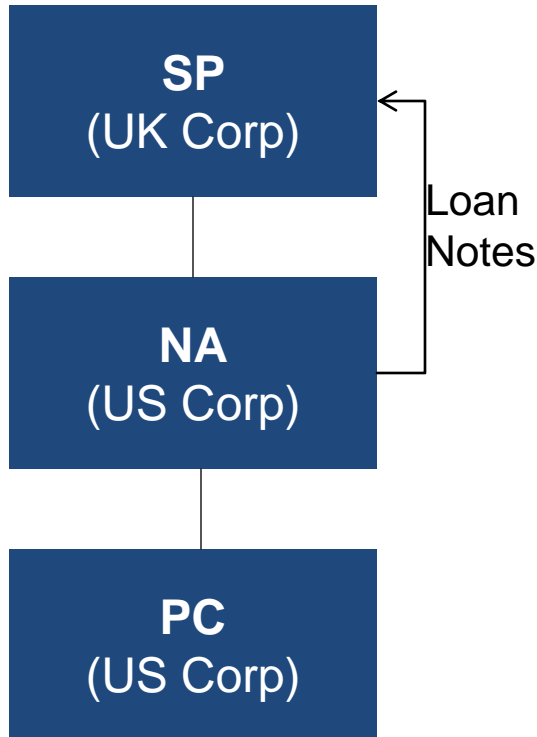 SP
(UK Corp)
Loan
Notes
NA
(US Corp)
PC
(US Corp)